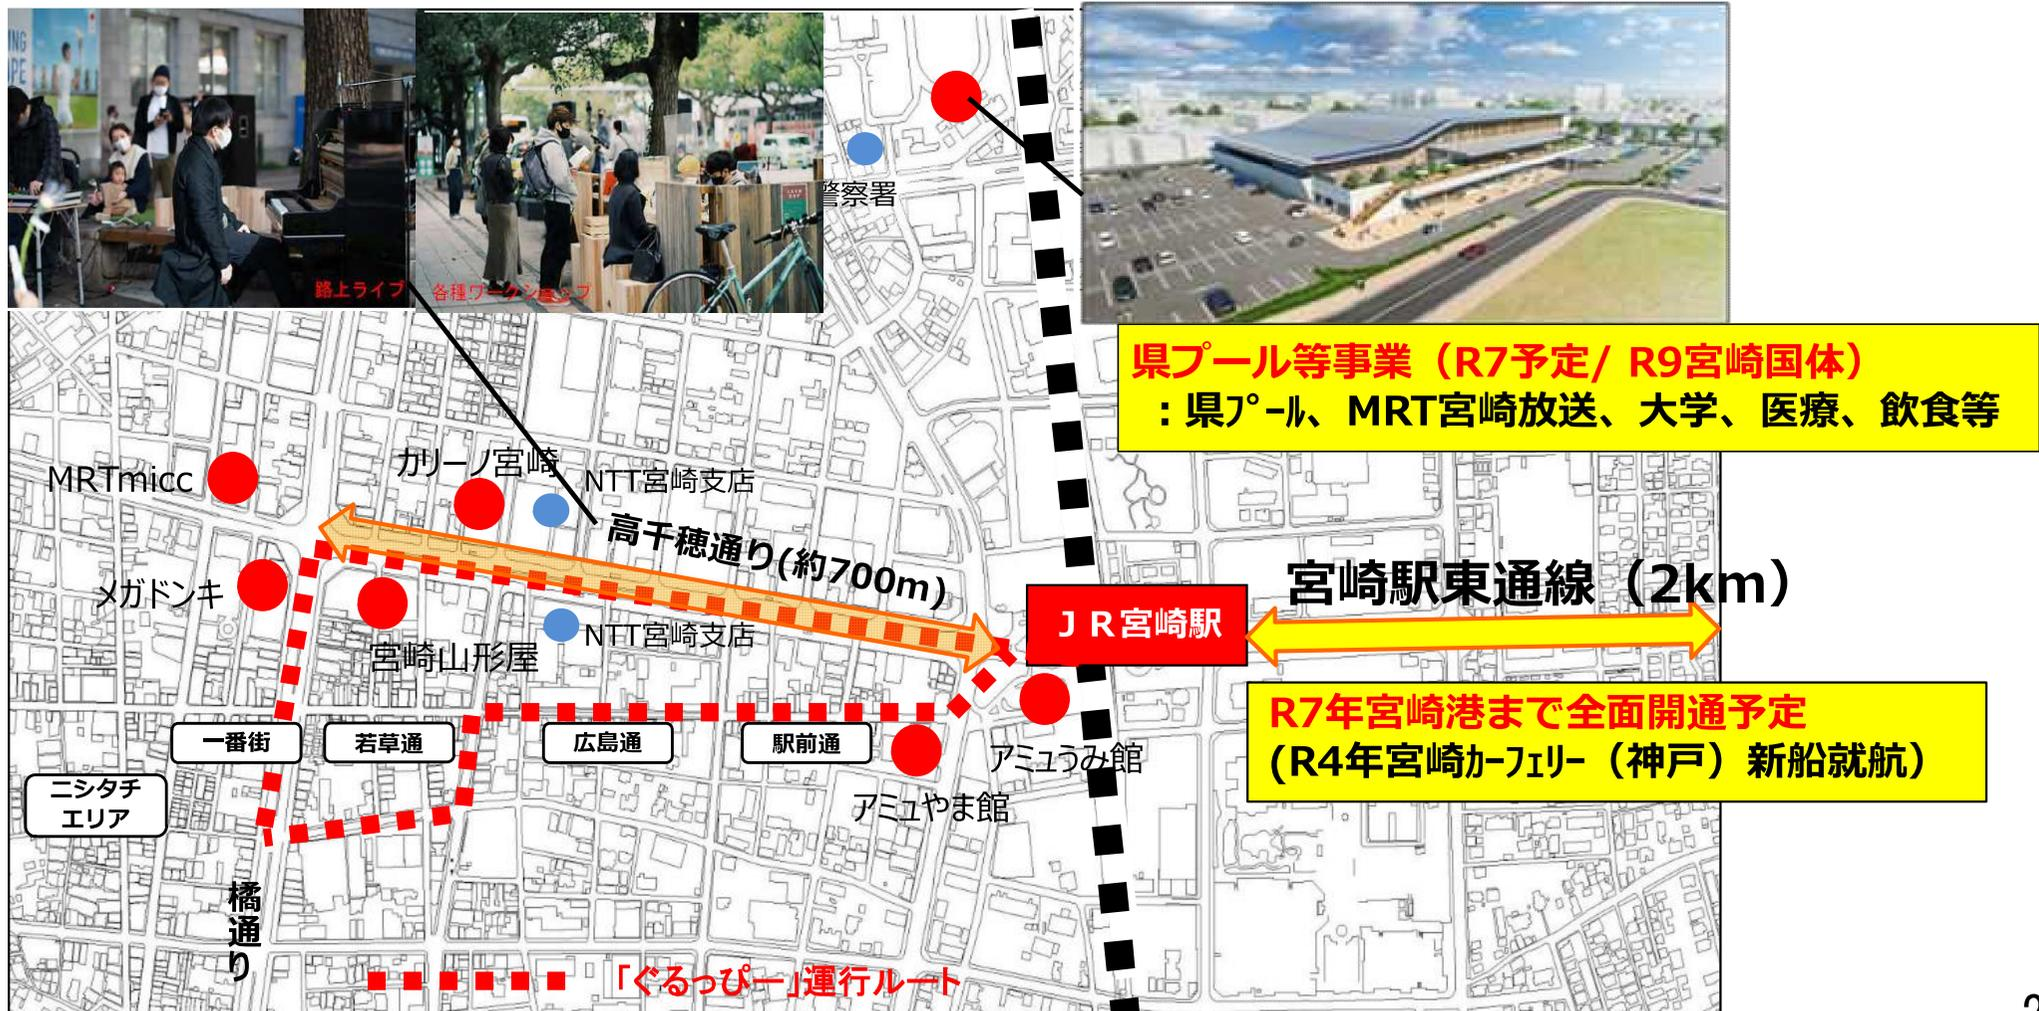 路上ライブ
各種ワークショップ
警察署
県プール等事業（R7予定/ R9宮崎国体）
：県ﾌﾟｰﾙ、MRT宮崎放送、大学、医療、飲食等
MRTmicc
カリーノ宮崎
NTT宮崎支店
高千穂通り(約700m)
メガドンキ
宮崎山形屋
NTT宮崎支店
ＪＲ宮崎駅
宮崎駅東通線（2km）
R7年宮崎港まで全面開通予定
(R4年宮崎ｶｰﾌｪﾘｰ（神戸）新船就航）
一番街
若草通
広島通
駅前通
アミュうみ館
アミュやま館
ニシタチ
エリア
橘通り
「ぐるっぴー」運行ルート